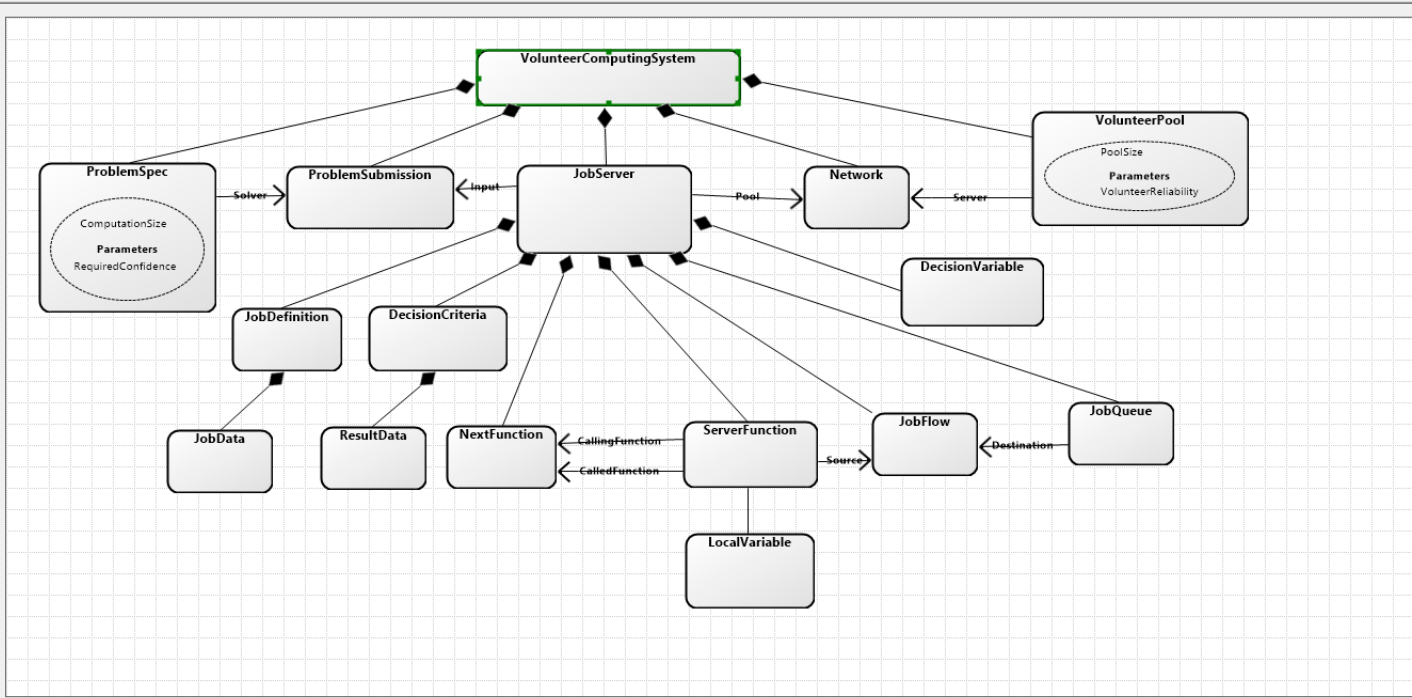 VolunteerComputingSystem
VolunteerPool
PoolSize
Parameters
VolunteerReliability
ProblemSpec
ComputationSize
Parameters
RequiredConfidence
Solver
ProblemSubmission
Input
JobServer
Pool
Network
Server
DecisionVariable
JobDefinition
DecisionCriteria
JobData
ResultData
NextFunction
CallingFunction
CalledFunction
ServerFunction
Source
JobFlow
Destination
JobQueue
LocalVariable